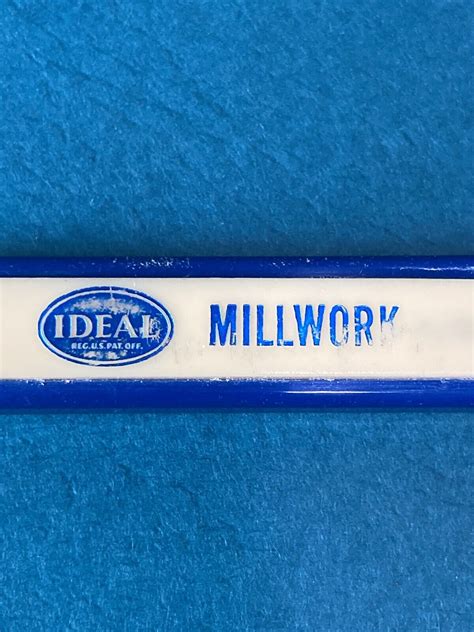 IDEAL
REG. U.S. PAT. OFF.
MILLWORK